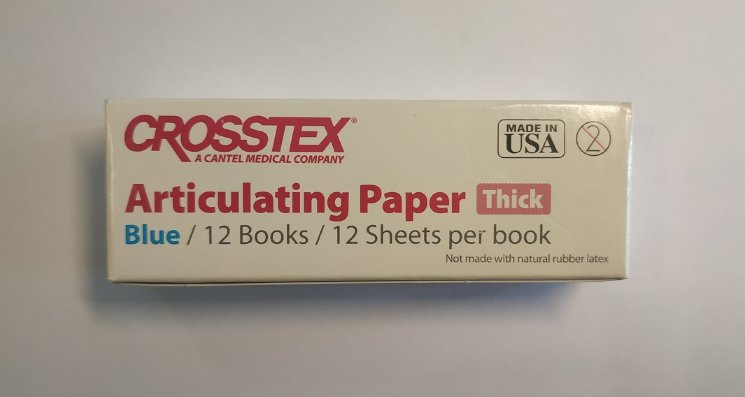 CROSSTEX®
A CANTEL MEDICAL COMPANY
MADE IN
USA
2
Articulating Paper Thick
Blue / 12 Books / 12 Sheets per book
Not made with natural rubber latex